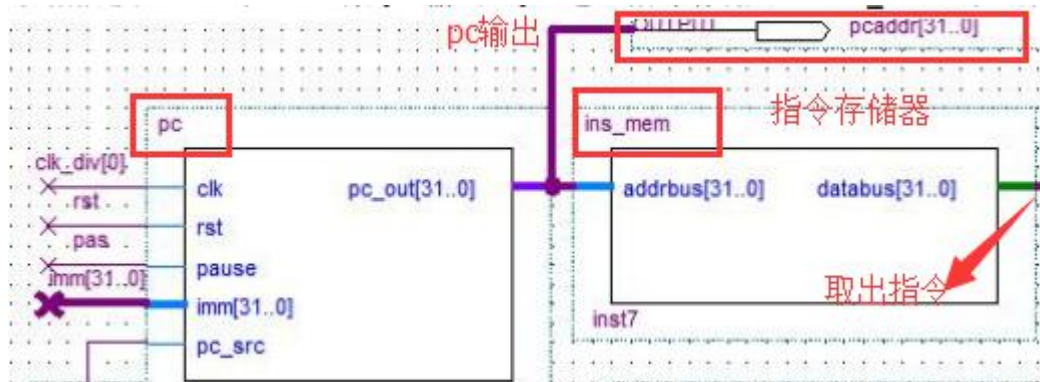 pc输出
OUTPUT
pcaddr[31..0]
pc
ins_mem
指令存储器
clk_div[0]
clk
pc_out[31..0]
addrbus[31..0]
databus[31..0]
rst
rst
pas
pause
imm[31..0]
imm[31..0]
取出指令
inst7
pc_src